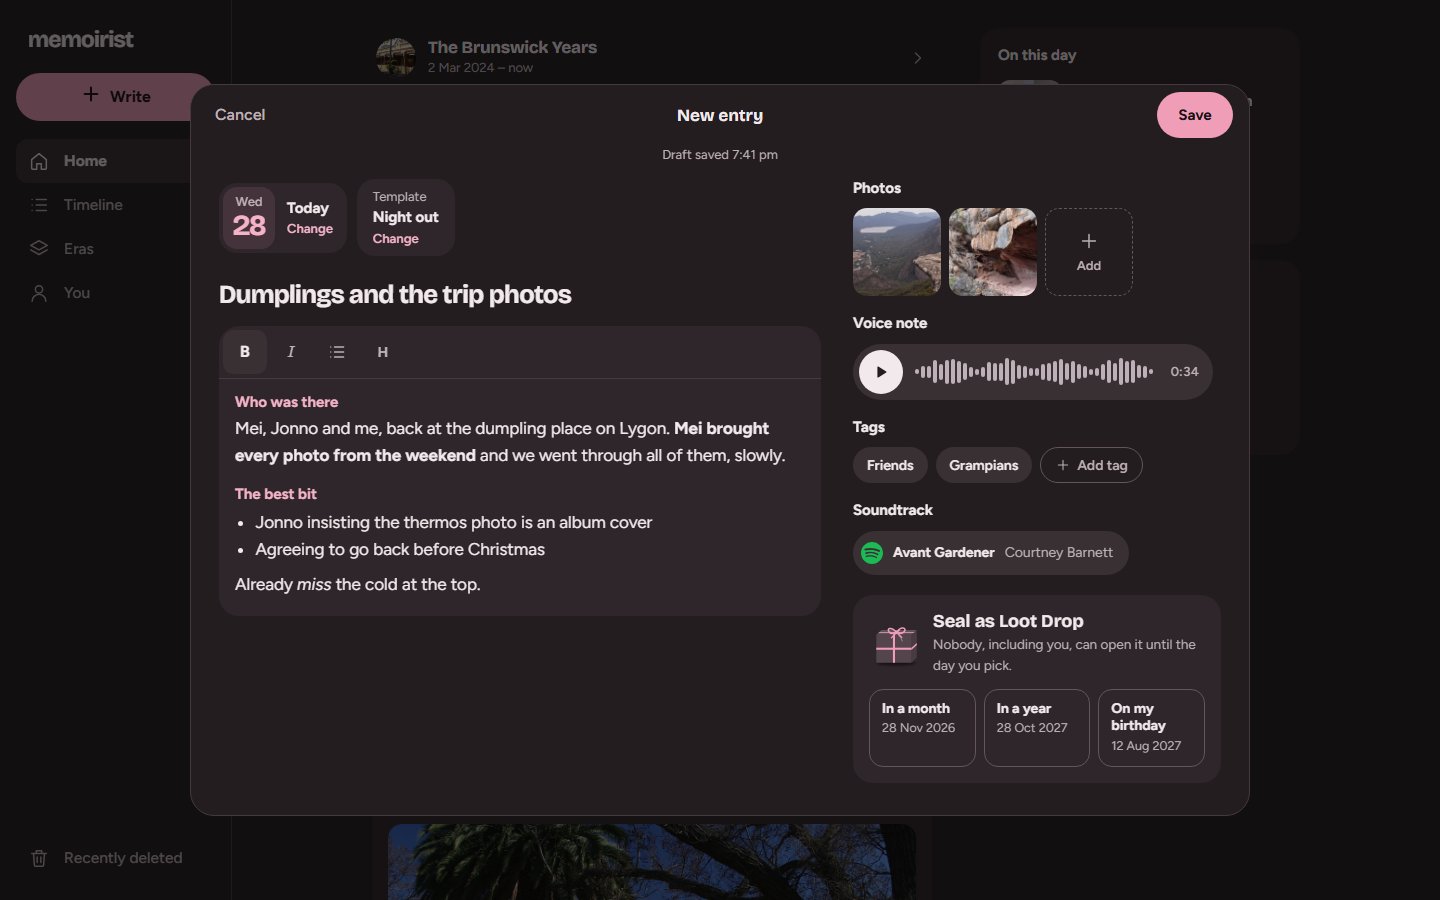 memoirist
Write
Home
Timeline
Eras
You
Recently deleted
The Brunswick Years
2 Mar 2024 – now
On this day
Cancel
New entry
Save
Draft saved 7:41 pm
Wed
28
Today
Change
Template
Night out
Change
Dumplings and the trip photos
B I H
Who was there
Mei, Jonno and me, back at the dumpling place on Lygon. Mei brought
every photo from the weekend and we went through all of them, slowly.
The best bit
• Jonno insisting the thermos photo is an album cover
• Agreeing to go back before Christmas
Already miss the cold at the top.
Photos
Add
Voice note
0:34
Tags
Friends
Grampians
Add tag
Soundtrack
Avant Gardener Courtney Barnett
Seal as Loot Drop
Nobody, including you, can open it until the
day you pick.
In a month
28 Nov 2026
In a year
28 Oct 2027
On my
birthday
12 Aug 2027